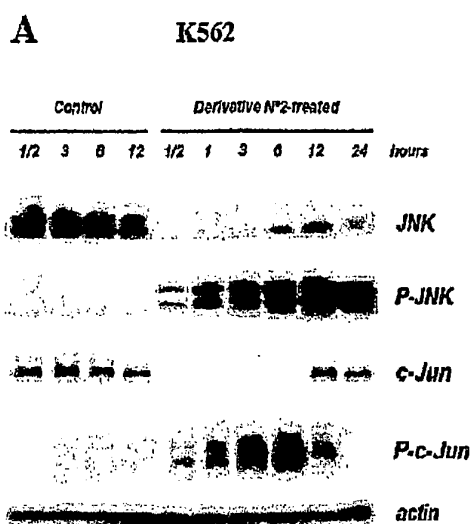 A K562
Control Derivative N°2-treated
1/2 3 6 12 1/2 1 3 6 12 24 hours
JNK
P-JNK
c-Jun
P-c-Jun
actin